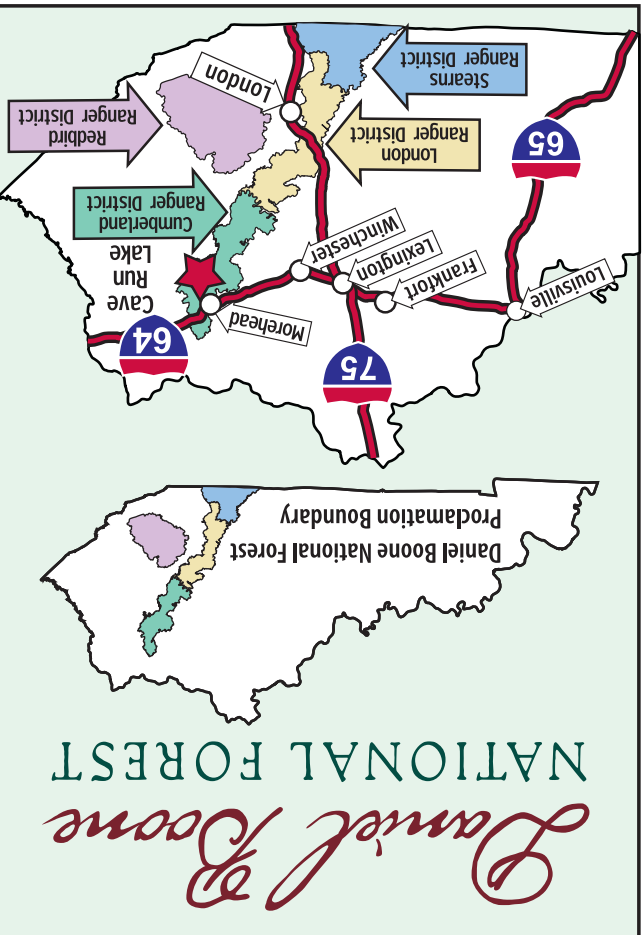 Daniel Boone
NATIONAL FOREST
Daniel Boone National Forest
Proclamation Boundary
75
64
Morehead
Louisville
Frankfort
Lexington
Winchester
Cave
Run
Lake
Cumberland
Ranger District
65
London
Ranger District
Redbird
Ranger District
London
Stearns
Ranger District